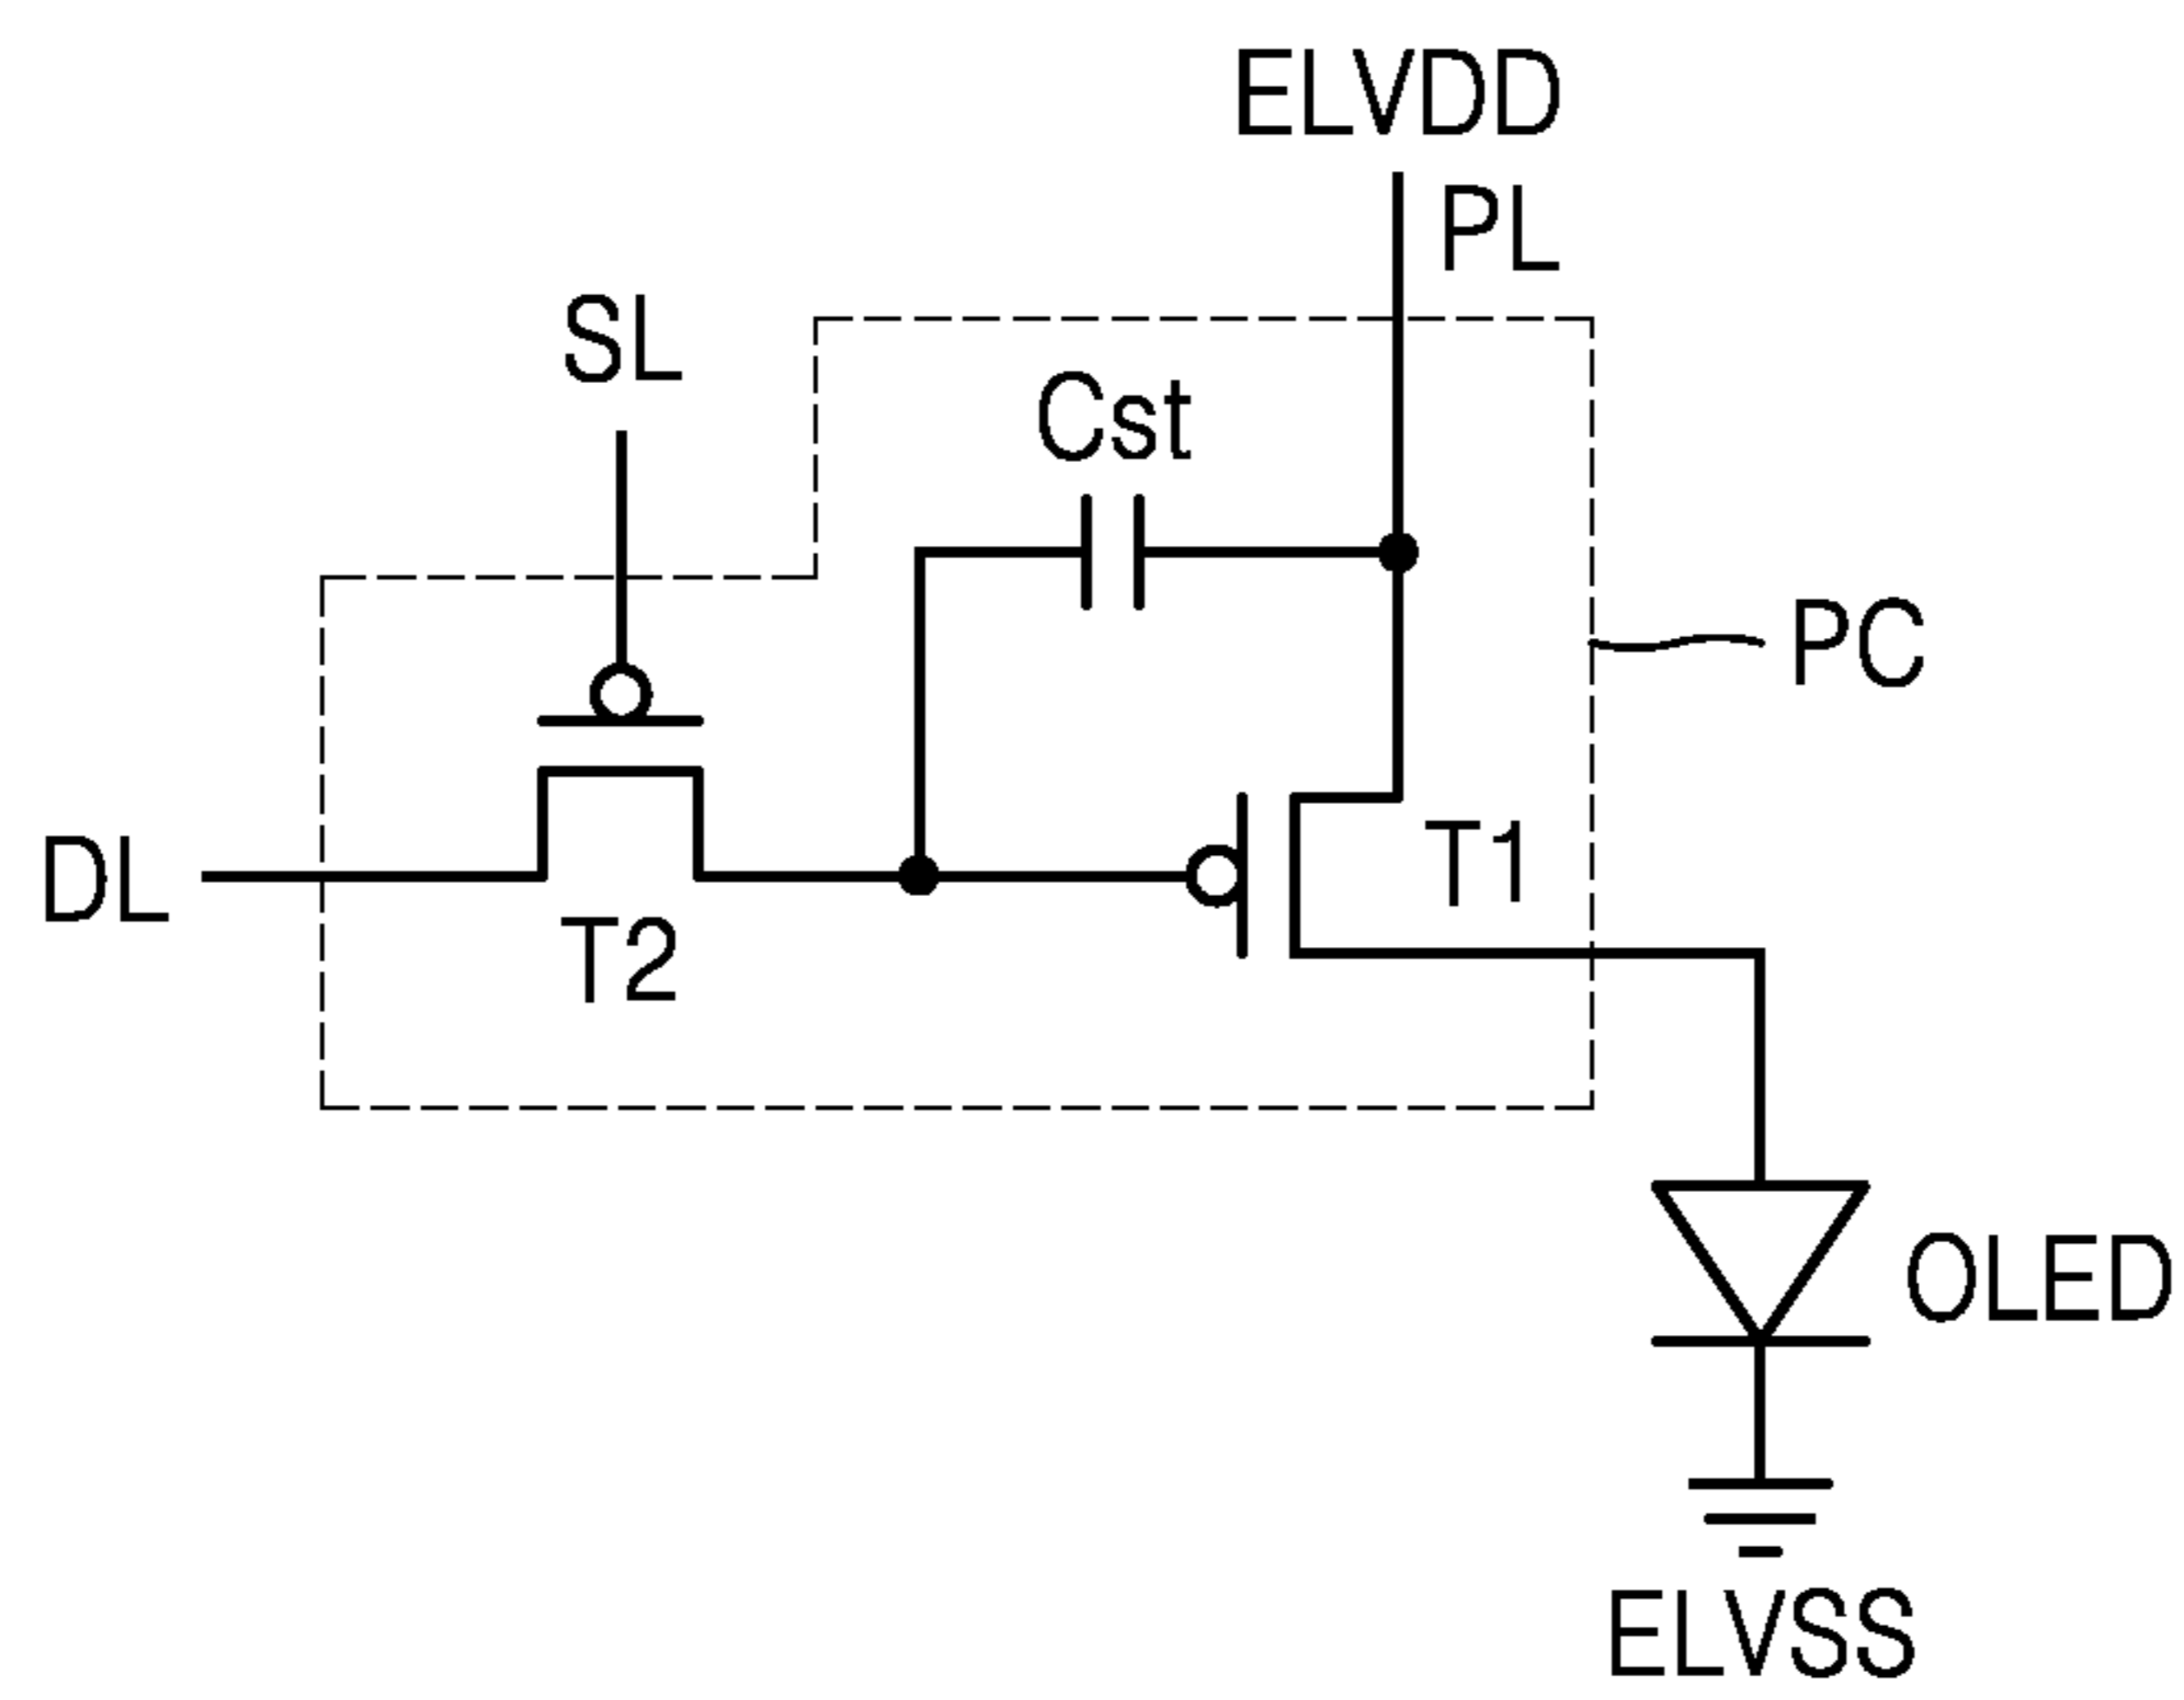 ELVDD
PL
SL
Cst
PC
DL
T1
T2
OLED
ELVSS